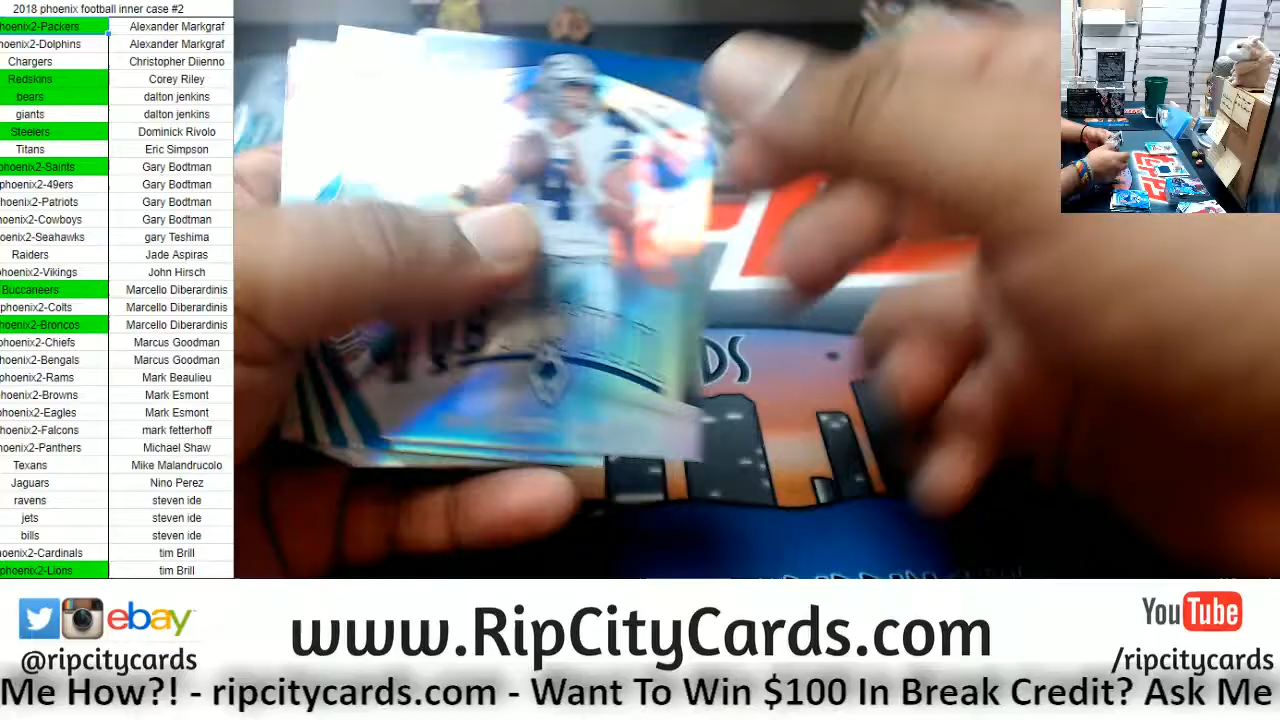 2018 phoenix football inner case #2
hoenix2-Packers Alexander Markgraf
oenix2-Dolphins Alexander Markgraf
Chargers Christopher Diienno
Redskins Corey Riley
bears dalton jenkins
giants dalton jenkins
Steelers Dominick Rivolo
Titans Eric Simpson
phoenix2-Saints Gary Bodtman
phoenix2-49ers Gary Bodtman
phoenix2-Patriots Gary Bodtman
phoenix2-Cowboys Gary Bodtman
oenix2-Seahawks gary Teshima
Raiders Jade Aspiras
phoenix2-Vikings John Hirsch
Buccaneers Marcello Diberardinis
phoenix2-Colts Marcello Diberardinis
hoenix2-Broncos Marcello Diberardinis
phoenix2-Chiefs Marcus Goodman
phoenix2-Bengals Marcus Goodman
phoenix2-Rams Mark Beaulieu
phoenix2-Browns Mark Esmont
phoenix2-Eagles Mark Esmont
phoenix2-Falcons mark fetterhoff
phoenix2-Panthers Michael Shaw
Texans Mike Malandrucolo
Jaguars Nino Perez
ravens steven ide
jets steven ide
bills steven ide
oenix2-Cardinals tim Brill
phoenix2-Lions tim Brill
DS
ebay
@ripcitycards
www.RipCityCards.com
YouTube
/ripcitycards
Me How?! - ripcitycards.com - Want To Win $100 In Break Credit? Ask Me